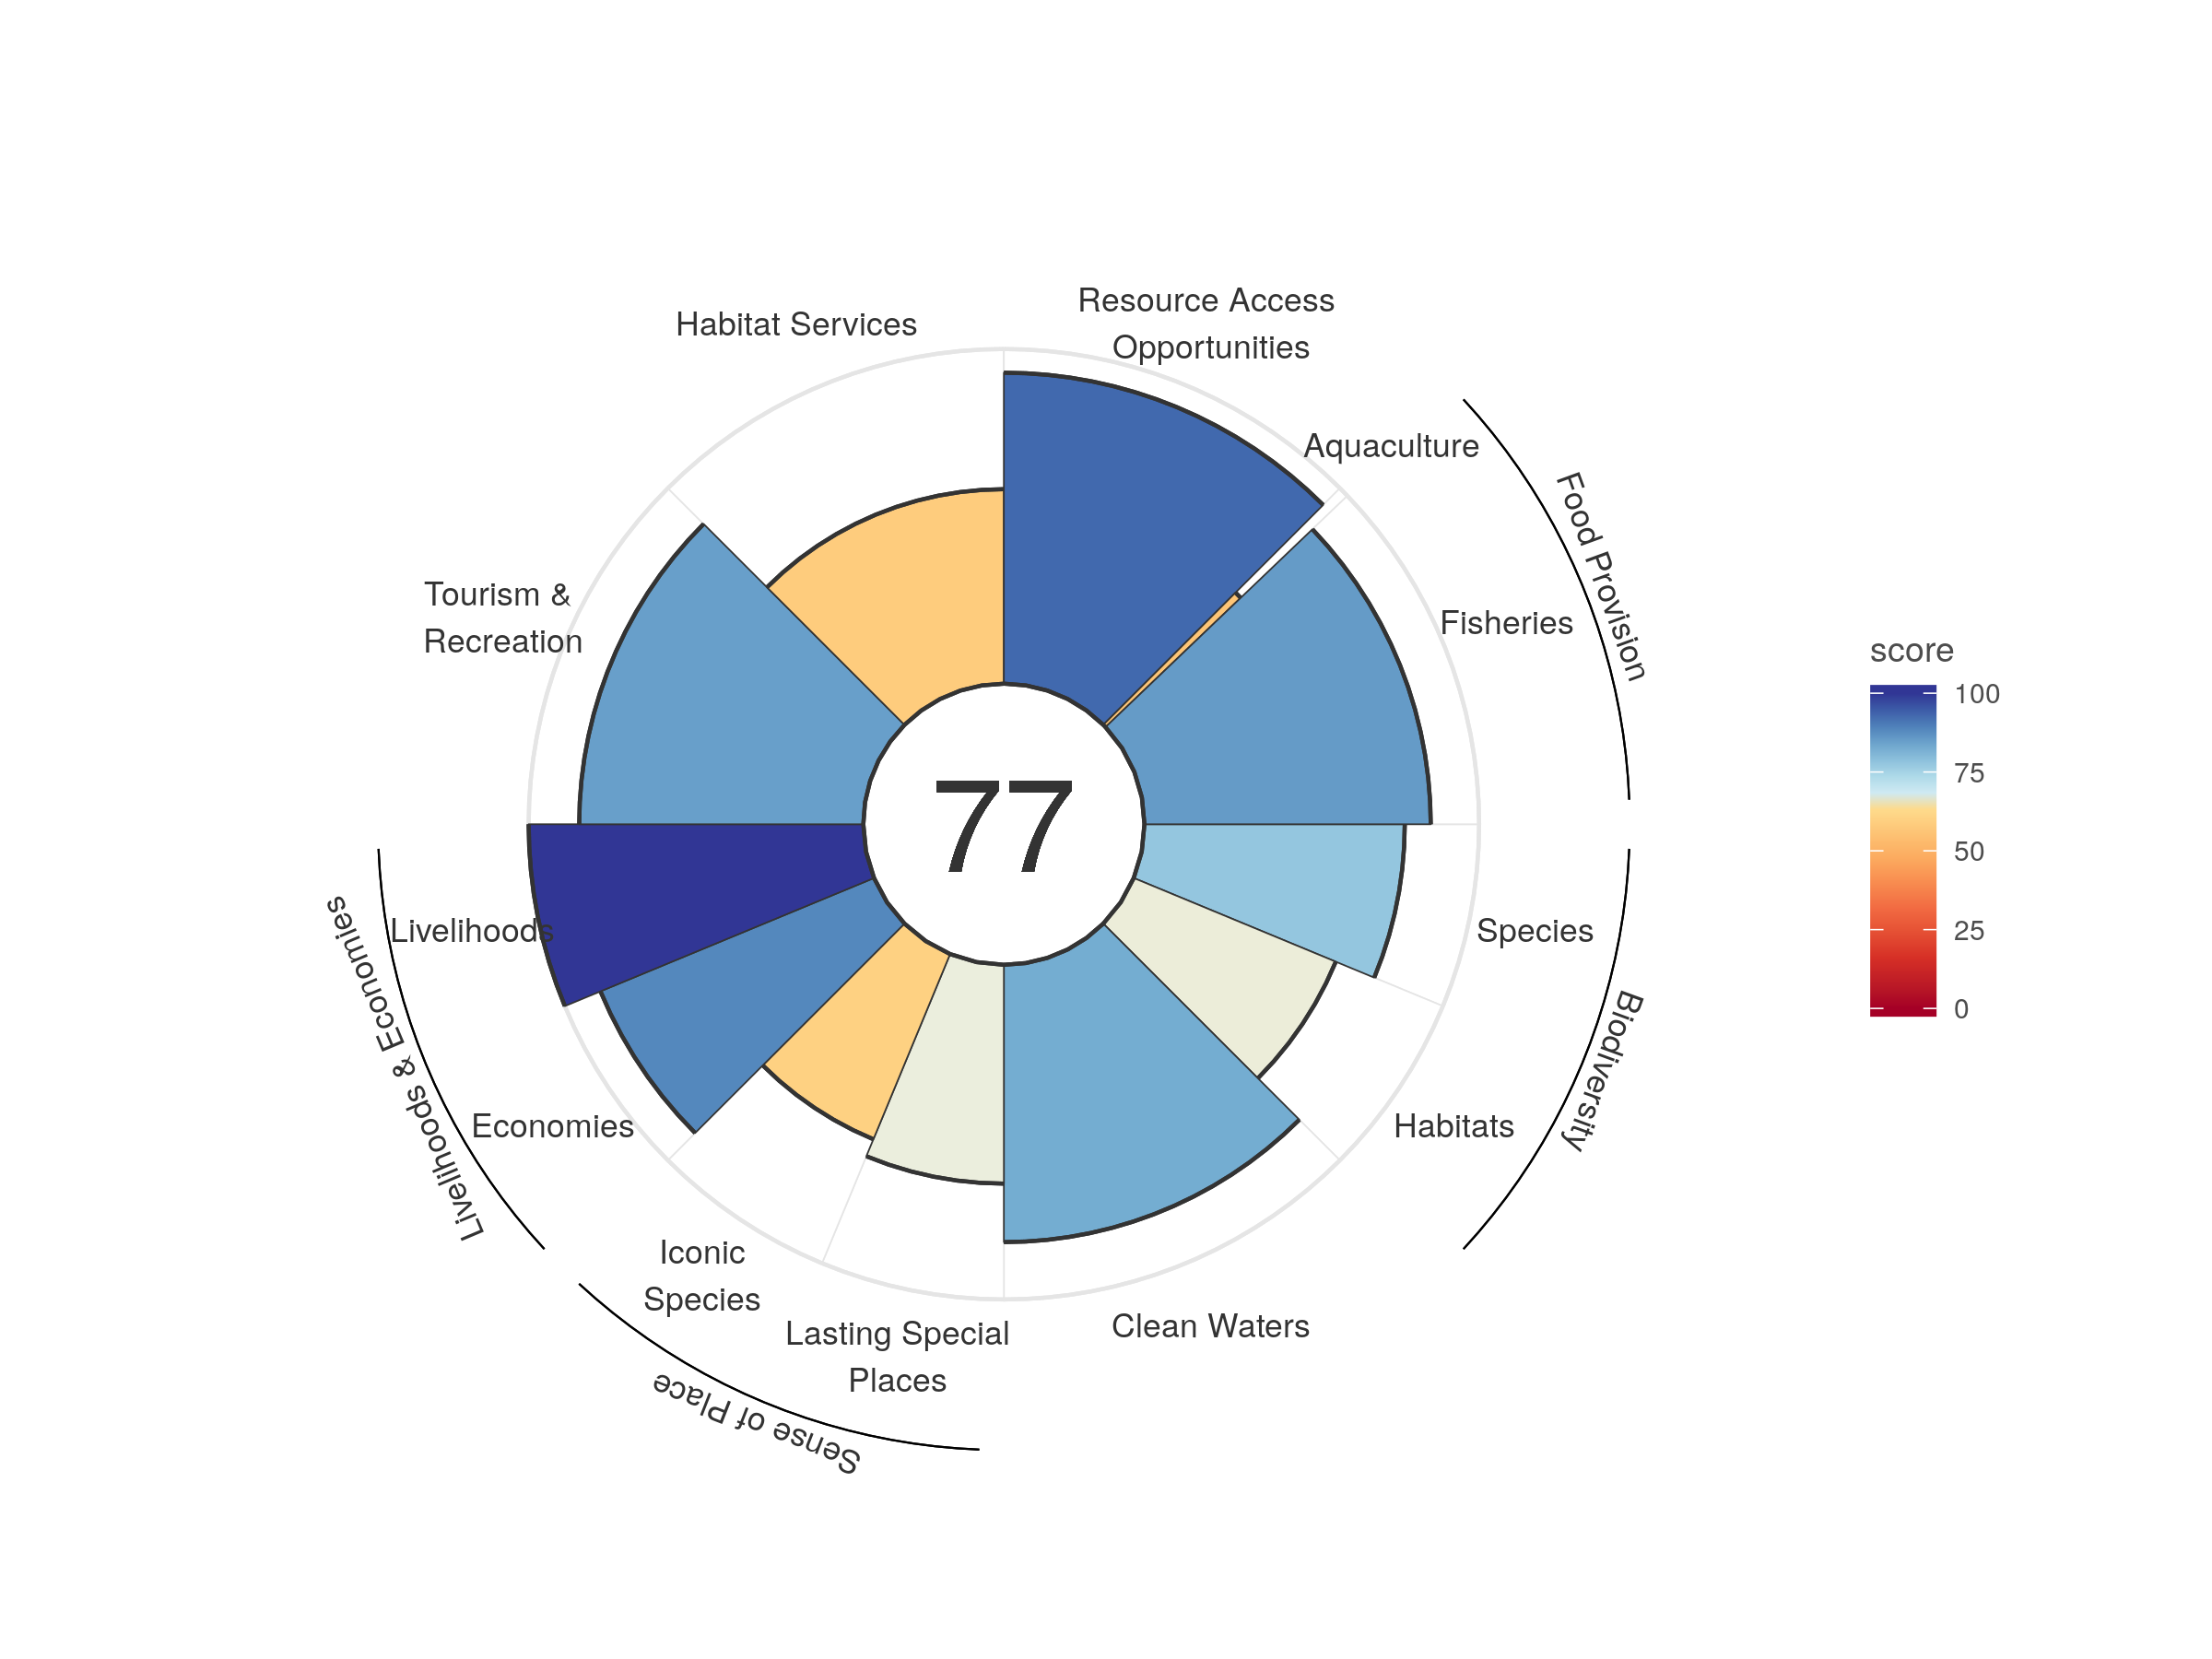 Resource Access
Opportunities
Habitat Services
Aquaculture
Food Provision
Tourism &
Recreation
Fisheries
score
100
75
50
25
0
77
Livelihoods
Species
Livelihoods & Economies
Biodiversity
Economies
Habitats
Iconic
Species
Lasting Special
Places
Clean Waters
Sense of Place